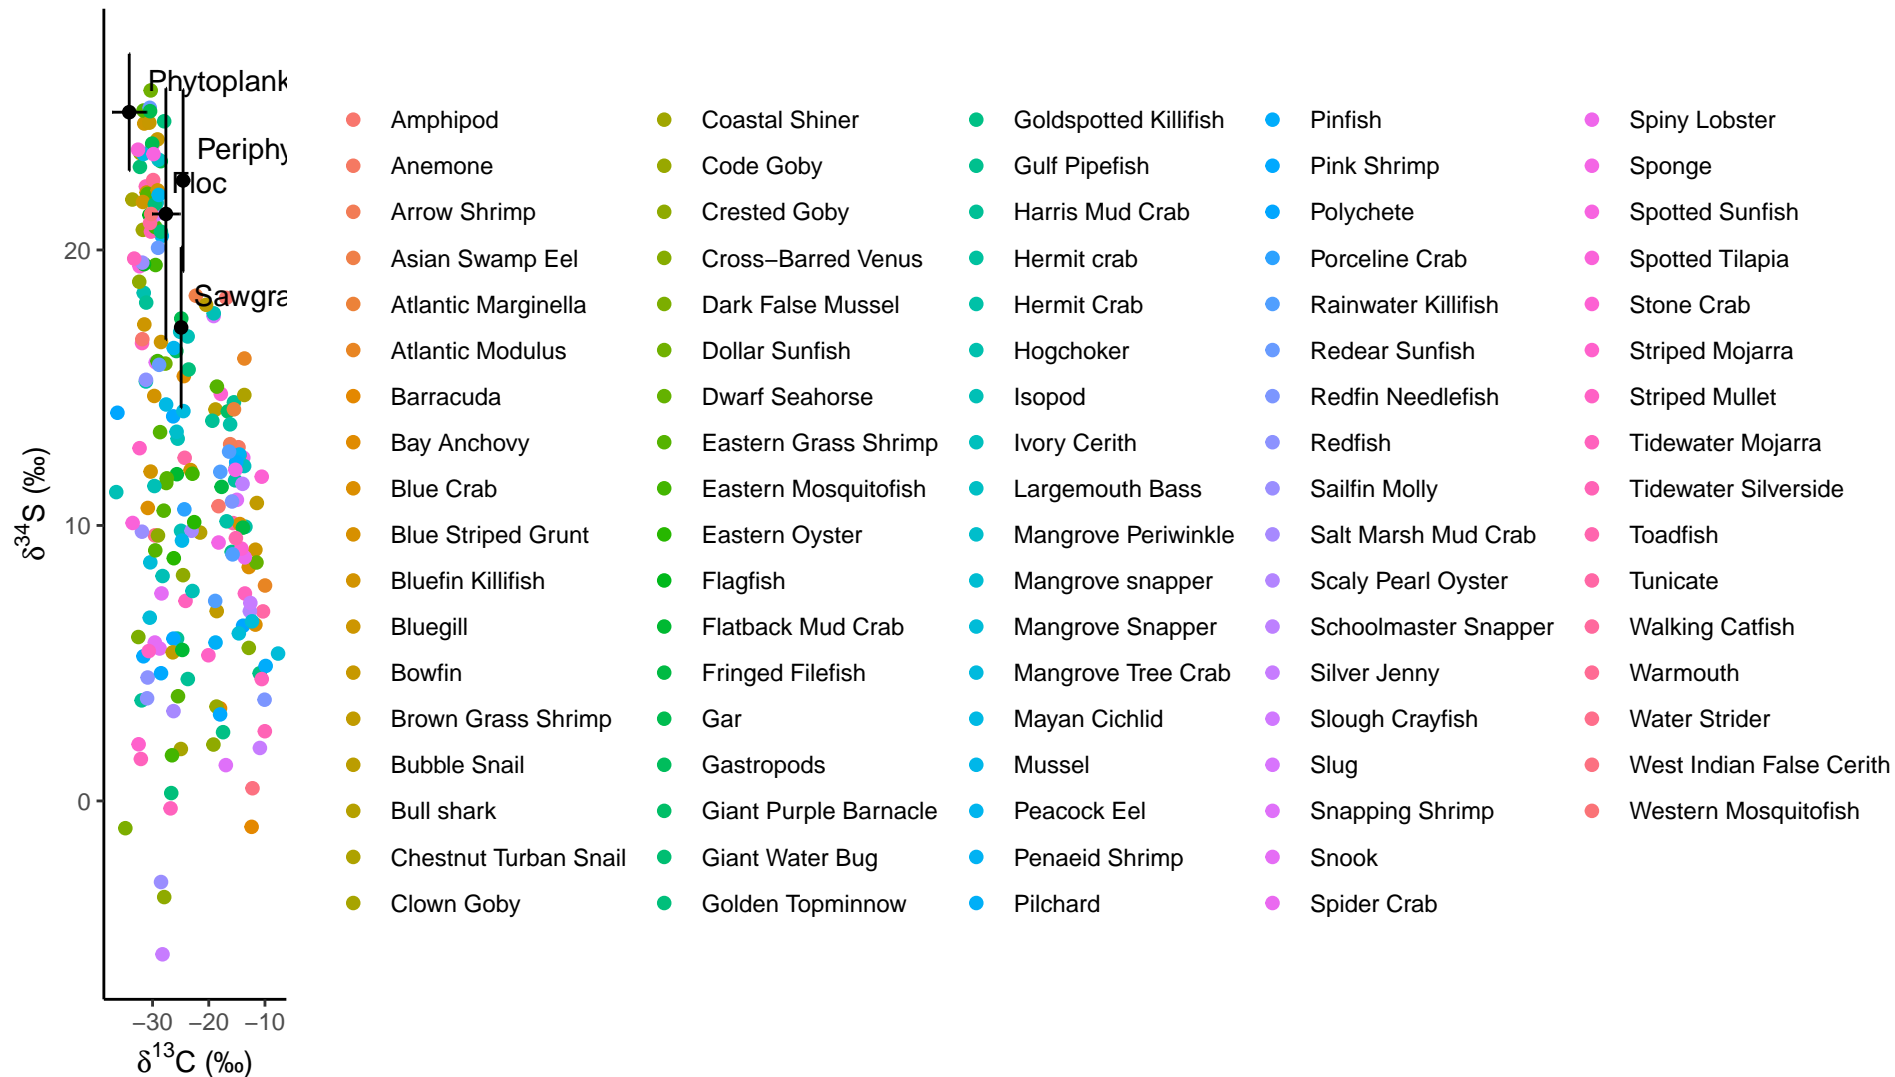 Phytoplank
Periphy
Floc
Sawgra
20
10
0
δ34S (‰)
−30 −20 −10
δ13C (‰)
Amphipod
Anemone
Arrow Shrimp
Asian Swamp Eel
Atlantic Marginella
Atlantic Modulus
Barracuda
Bay Anchovy
Blue Crab
Blue Striped Grunt
Bluefin Killifish
Bluegill
Bowfin
Brown Grass Shrimp
Bubble Snail
Bull shark
Chestnut Turban Snail
Clown Goby
Coastal Shiner
Code Goby
Crested Goby
Cross−Barred Venus
Dark False Mussel
Dollar Sunfish
Dwarf Seahorse
Eastern Grass Shrimp
Eastern Mosquitofish
Eastern Oyster
Flagfish
Flatback Mud Crab
Fringed Filefish
Gar
Gastropods
Giant Purple Barnacle
Giant Water Bug
Golden Topminnow
Goldspotted Killifish
Gulf Pipefish
Harris Mud Crab
Hermit crab
Hermit Crab
Hogchoker
Isopod
Ivory Cerith
Largemouth Bass
Mangrove Periwinkle
Mangrove snapper
Mangrove Snapper
Mangrove Tree Crab
Mayan Cichlid
Mussel
Peacock Eel
Penaeid Shrimp
Pilchard
Pinfish
Pink Shrimp
Polychete
Porceline Crab
Rainwater Killifish
Redear Sunfish
Redfin Needlefish
Redfish
Sailfin Molly
Salt Marsh Mud Crab
Scaly Pearl Oyster
Schoolmaster Snapper
Silver Jenny
Slough Crayfish
Slug
Snapping Shrimp
Snook
Spider Crab
Spiny Lobster
Sponge
Spotted Sunfish
Spotted Tilapia
Stone Crab
Striped Mojarra
Striped Mullet
Tidewater Mojarra
Tidewater Silverside
Toadfish
Tunicate
Walking Catfish
Warmouth
Water Strider
West Indian False Cerith
Western Mosquitofish